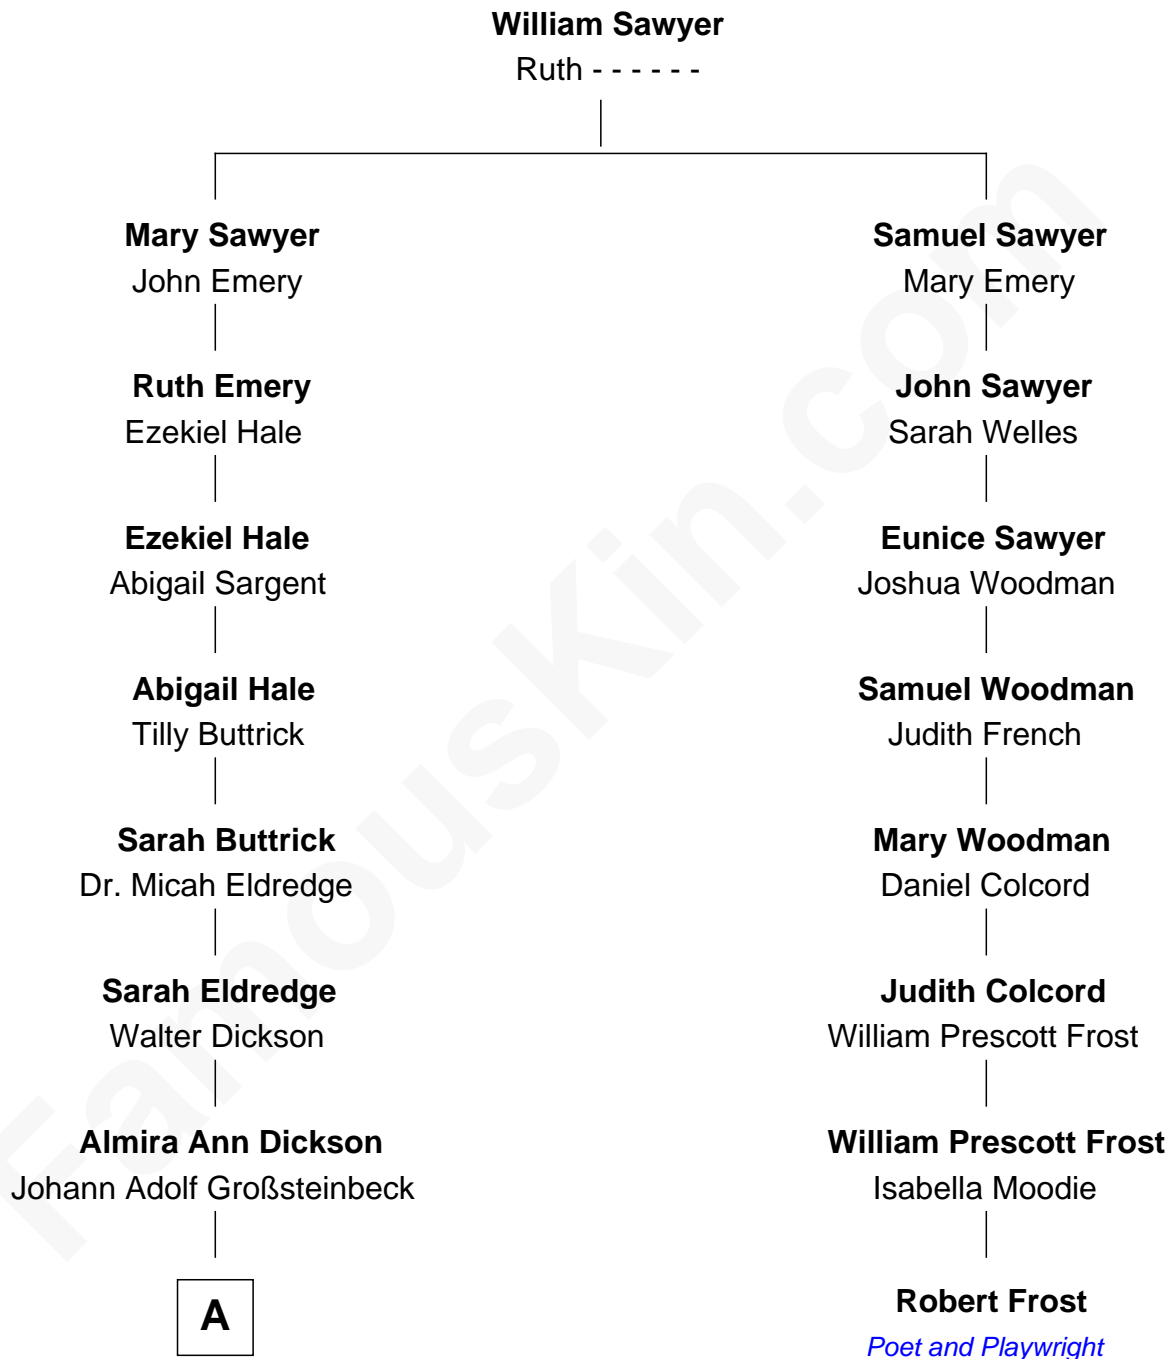 William Sawyer
Ruth - - - - - -
Mary Sawyer
John Emery
Samuel Sawyer
Mary Emery
Ruth Emery
Ezekiel Hale
John Sawyer
Sarah Welles
Ezekiel Hale
Abigail Sargent
Eunice Sawyer
Joshua Woodman
Abigail Hale
Tilly Buttrick
Samuel Woodman
Judith French
Sarah Buttrick
Dr. Micah Eldredge
Mary Woodman
Daniel Colcord
Sarah Eldredge
Walter Dickson
Judith Colcord
William Prescott Frost
Almira Ann Dickson
Johann Adolf Großsteinbeck
William Prescott Frost
Isabella Moodie
A
Robert Frost
Poet and Playwright
FamousKin.com